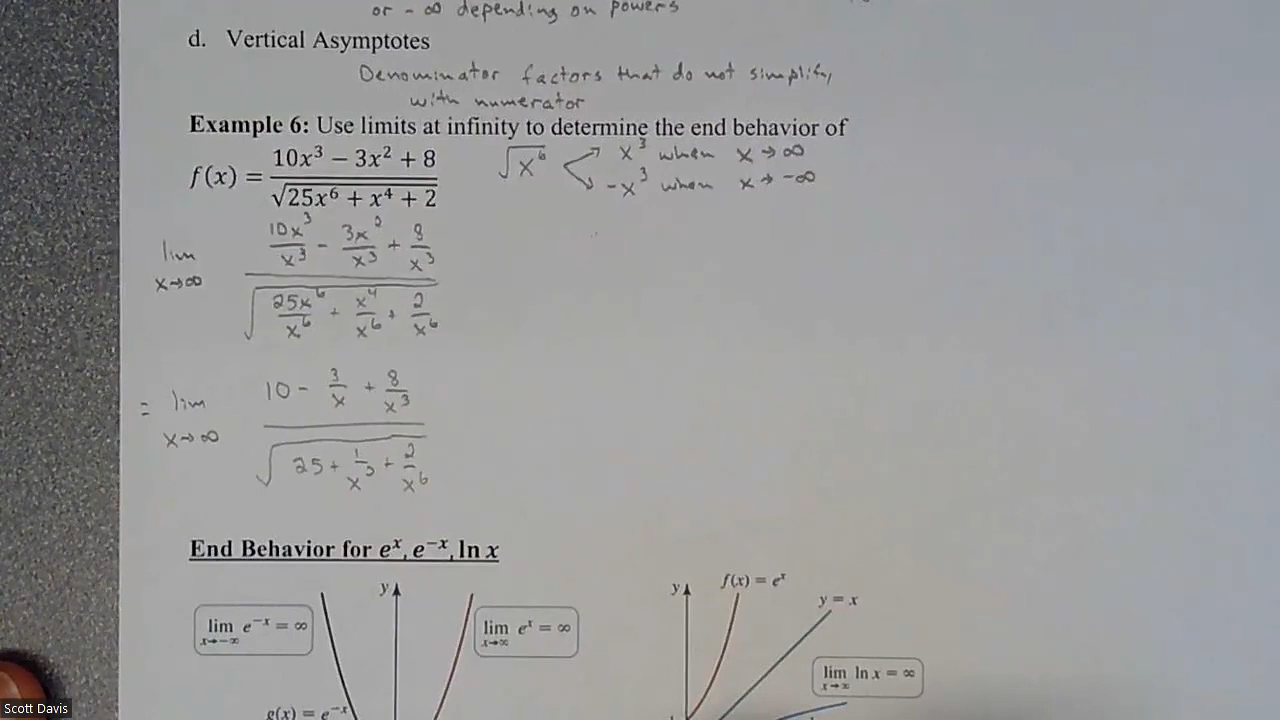 or - ∞ depending on powers
d. Vertical Asymptotes
Denominator factors that do not simplify
with numerator
Example 6: Use limits at infinity to determine the end behavior of
f(x) = (10x³ − 3x² + 8) / √(25x⁶ + x⁴ + 2)
√x⁶ → x³ when x → ∞
→ -x³ when x → -∞
lim x→∞ (10x³/x³ - 3x²/x³ + 8/x³) / √(25x⁶/x⁶ + x⁴/x⁶ + 2/x⁶)
= lim x→∞ (10 - 3/x + 8/x³) / √(25 + 1/x² + 2/x⁶)
End Behavior for eˣ, e⁻ˣ, ln x
y
lim x→−∞ e⁻ˣ = ∞
lim x→∞ eˣ = ∞
g(x) = e⁻ˣ
y
f(x) = eˣ
y = x
lim x→∞ ln x = ∞
Scott Davis